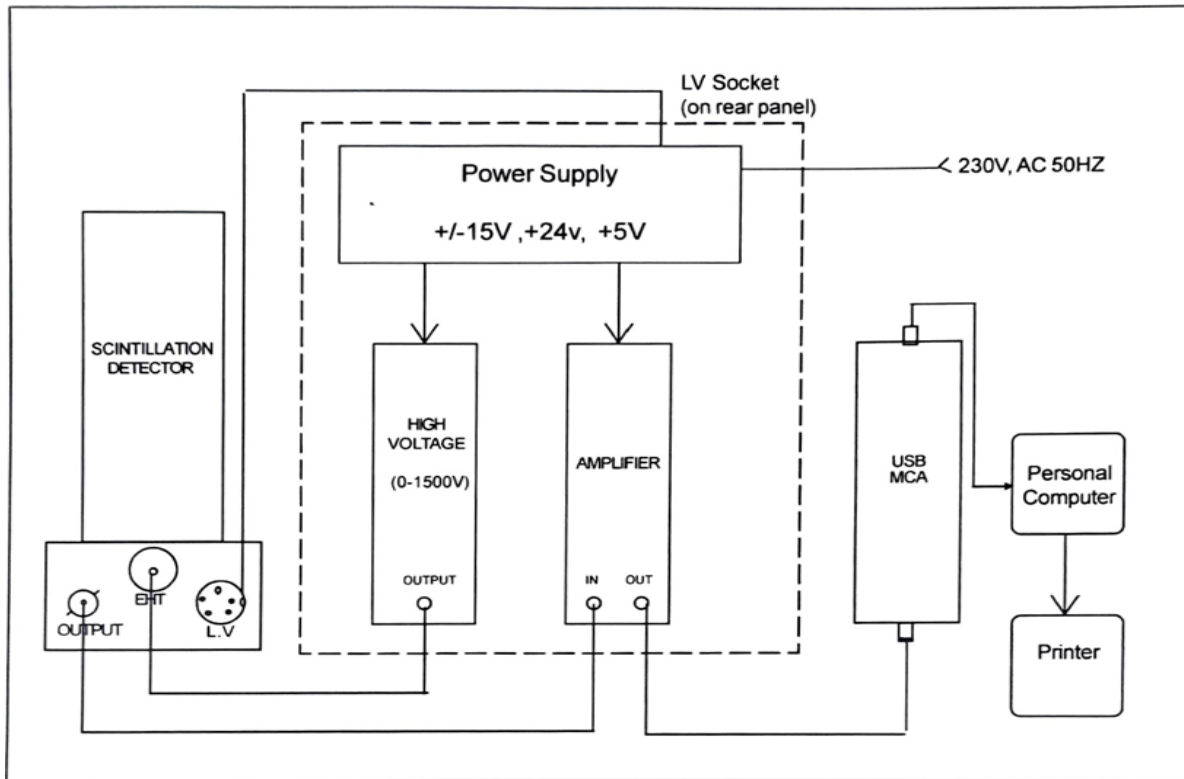 LV Socket
(on rear panel)
Power Supply
+/-15V ,+24v, +5V
230V, AC 50HZ
SCINTILLATION
DETECTOR
HIGH
VOLTAGE
(0-1500V)
AMPLIFIER
USB
MCA
Personal
Computer
OUTPUT
IN
OUT
EHT
OUTPUT
L.V
Printer